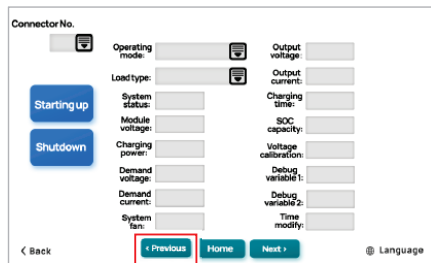 Connector No.
Operating mode:
Output voltage:
Load type:
Output current:
Starting up
System status:
Charging time:
Module voltage:
SOC capacity:
Shutdown
Charging power:
Voltage calibration:
Demand voltage:
Debug variable 1:
Demand current:
Debug variable 2:
System fan:
Time modify:
< Back
< Previous
Home
Next >
Language